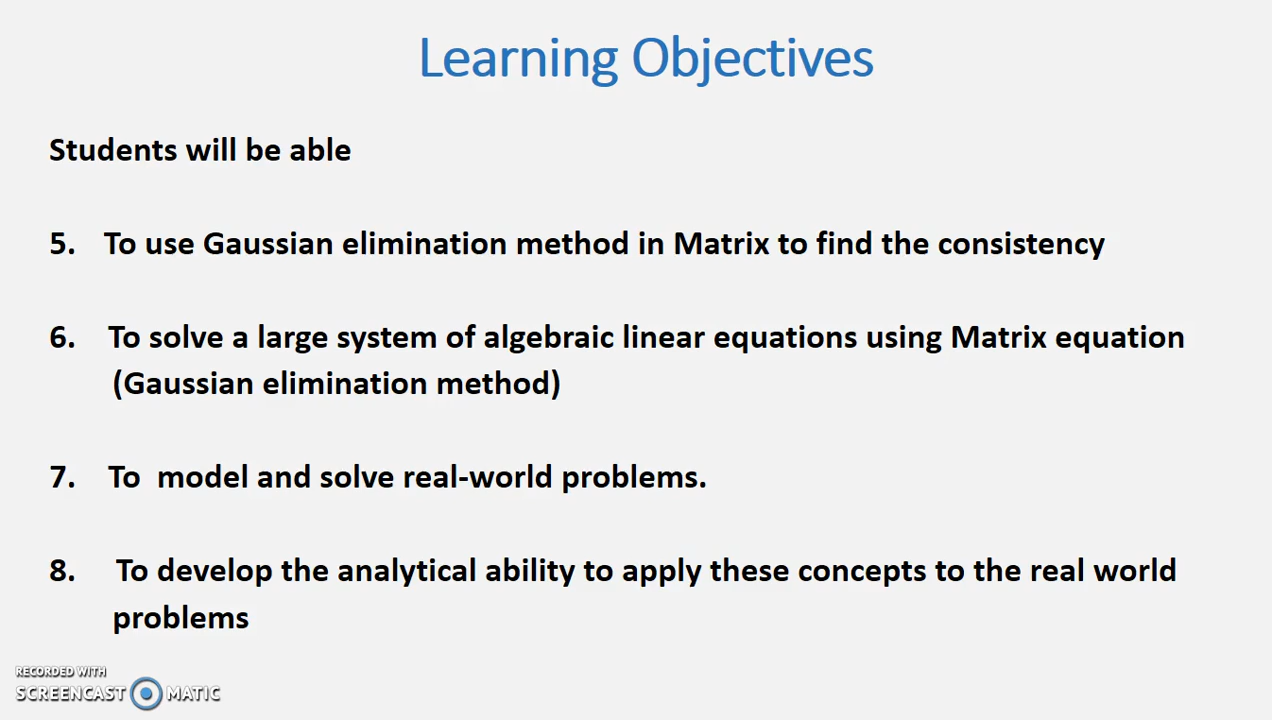 Learning Objectives
Students will be able
5. To use Gaussian elimination method in Matrix to find the consistency
6. To solve a large system of algebraic linear equations using Matrix equation
(Gaussian elimination method)
7. To model and solve real-world problems.
8. To develop the analytical ability to apply these concepts to the real world
problems
RECORDED WITH
SCREENCAST MATIC